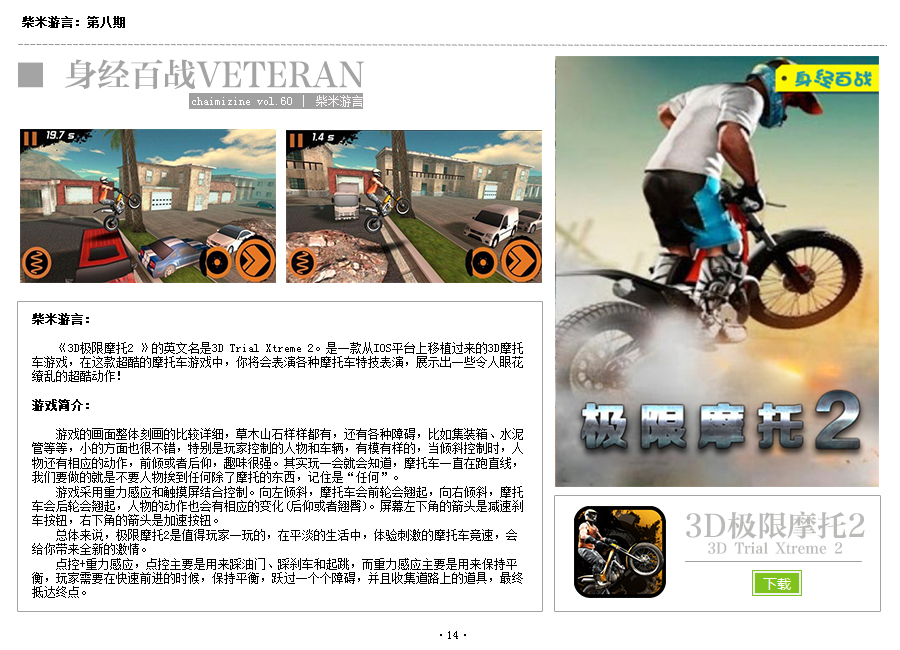 柴米游言：第八期
身经百战VETERAN
chaimizine vol.60 | 柴米游言
19.7 s
1.4 s
身经百战
极限摩托2
柴米游言：
《3D极限摩托2 》的英文名是3D Trial Xtreme 2。是一款从IOS平台上移植过来的3D摩托
车游戏，在这款超酷的摩托车游戏中，你将会表演各种摩托车特技表演，展示出一些令人眼花
缭乱的超酷动作！
游戏简介：
游戏的画面整体刻画的比较详细，草木山石样样都有，还有各种障碍，比如集装箱、水泥
管等等，小的方面也很不错，特别是玩家控制的人物和车辆，有模有样的，当倾斜控制时，人
物还有相应的动作，前倾或者后仰，趣味很强。其实玩一会就会知道，摩托车一直在跑直线，
我们要做的就是不要人物挨到任何除了摩托的东西，记住是“任何”。
游戏采用重力感应和触摸屏结合控制。向左倾斜，摩托车会前轮会翘起，向右倾斜，摩托
车会后轮会翘起，人物的动作也会有相应的变化(后仰或者翘臀)。屏幕左下角的箭头是减速刹
车按钮，右下角的箭头是加速按钮。
总体来说，极限摩托2是值得玩家一玩的，在平淡的生活中，体验刺激的摩托车竞速，会
给你带来全新的激情。
点控+重力感应，点控主要是用来踩油门、踩刹车和起跳，而重力感应主要是用来保持平
衡，玩家需要在快速前进的时候，保持平衡，跃过一个个障碍，并且收集道路上的道具，最终
抵达终点。
3D极限摩托2
3D Trial Xtreme 2
下载
·14·